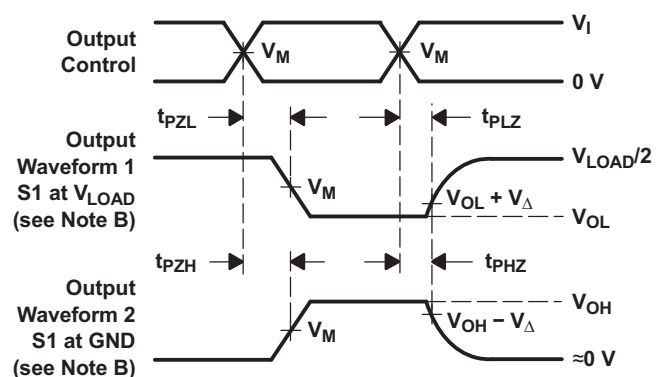 Output
Control
V_M
V_M
V_I
0 V
t_PZL
t_PLZ
Output
Waveform 1
S1 at V_LOAD
(see Note B)
V_M
V_LOAD/2
V_OL + V_Δ
V_OL
t_PZH
t_PHZ
Output
Waveform 2
S1 at GND
(see Note B)
V_M
V_OH
V_OH − V_Δ
≈0 V